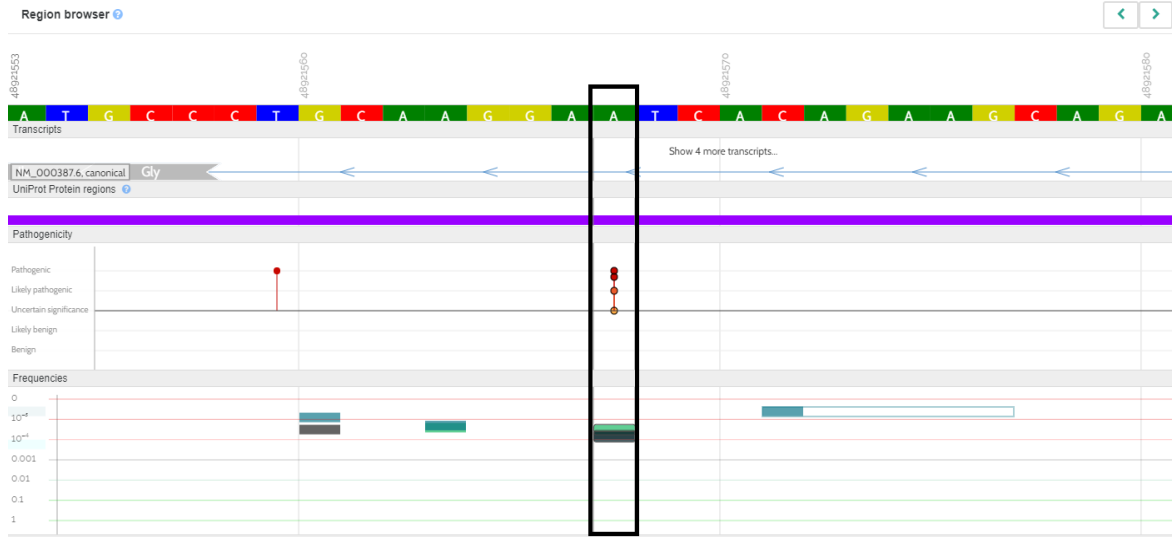 Region browser ?
< >
48921553 48921560 48921570 48921580
A T G C C C T G C A A G G A A T C A C A G A A G C A G A
Transcripts
Show 4 more transcripts...
NM_000387.6, canonical Gly
UniProt Protein regions ?
Pathogenicity
Pathogenic
Likely pathogenic
Uncertain significance
Likely benign
Benign
Frequencies
0
0.001
0.01
0.1
1